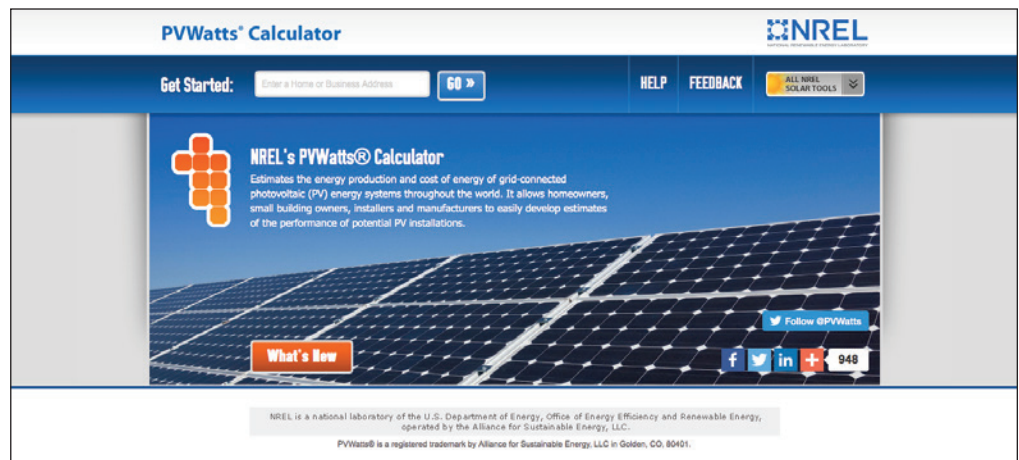 PVWatts® Calculator
NREL
NATIONAL RENEWABLE ENERGY LABORATORY
Get Started:
Enter a Home or Business Address
GO »
HELP
FEEDBACK
ALL NREL
SOLAR TOOLS
NREL's PVWatts® Calculator
Estimates the energy production and cost of energy of grid-connected
photovoltaic (PV) energy systems throughout the world. It allows homeowners,
small building owners, installers and manufacturers to easily develop estimates
of the performance of potential PV installations.
Follow @PVWatts
What's New
f
in
+
948
NREL is a national laboratory of the U.S. Department of Energy, Office of Energy Efficiency and Renewable Energy,
operated by the Alliance for Sustainable Energy, LLC.
PVWatts® is a registered trademark by Alliance for Sustainable Energy, LLC in Golden, CO, 80401.